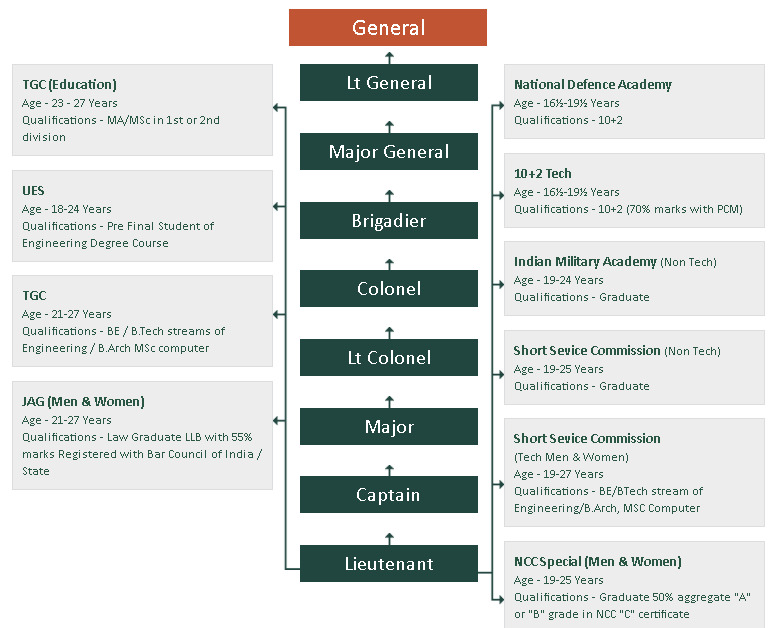 General
Lt General
Major General
Brigadier
Colonel
Lt Colonel
Major
Captain
Lieutenant
TGC (Education)
Age - 23 - 27 Years
Qualifications - MA/MSc in 1st or 2nd
division
UES
Age - 18-24 Years
Qualifications - Pre Final Student of
Engineering Degree Course
TGC
Age - 21-27 Years
Qualifications - BE / B.Tech streams of
Engineering / B.Arch MSc computer
JAG (Men & Women)
Age - 21-27 Years
Qualifications - Law Graduate LLB with 55%
marks Registered with Bar Council of India /
State
National Defence Academy
Age - 16½-19½ Years
Qualifications - 10+2
10+2 Tech
Age - 16½-19½ Years
Qualifications - 10+2 (70% marks with PCM)
Indian Military Academy (Non Tech)
Age - 19-24 Years
Qualifications - Graduate
Short Sevice Commission (Non Tech)
Age - 19-25 Years
Qualifications - Graduate
Short Sevice Commission
(Tech Men & Women)
Age - 19-27 Years
Qualifications - BE/BTech stream of
Engineering/B.Arch, MSC Computer
NCC Special (Men & Women)
Age - 19-25 Years
Qualifications - Graduate 50% aggregate "A"
or "B" grade in NCC "C" certificate